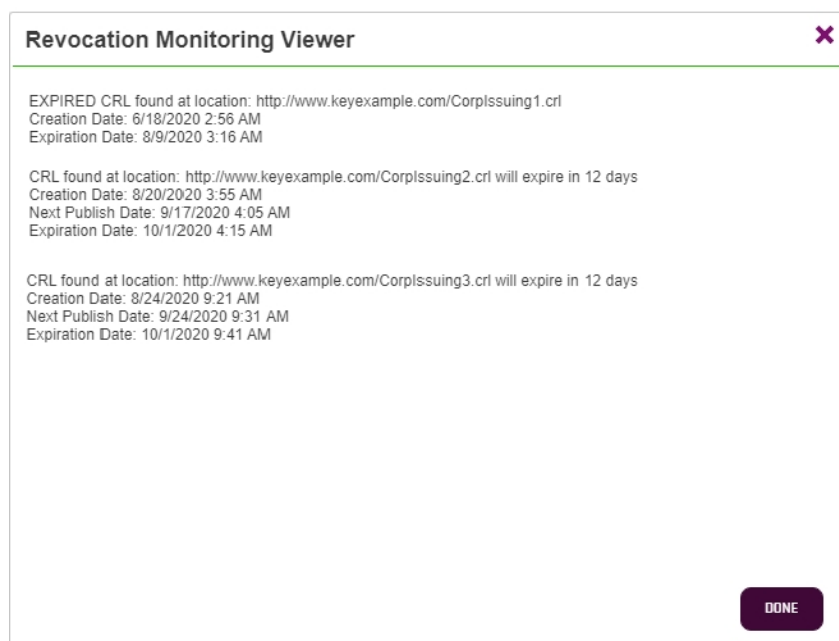 Revocation Monitoring Viewer
EXPIRED CRL found at location: http://www.keyexample.com/CorpIssuing1.crl
Creation Date: 6/18/2020 2:56 AM
Expiration Date: 8/9/2020 3:16 AM
CRL found at location: http://www.keyexample.com/CorpIssuing2.crl will expire in 12 days
Creation Date: 8/20/2020 3:55 AM
Next Publish Date: 9/17/2020 4:05 AM
Expiration Date: 10/1/2020 4:15 AM
CRL found at location: http://www.keyexample.com/CorpIssuing3.crl will expire in 12 days
Creation Date: 8/24/2020 9:21 AM
Next Publish Date: 9/24/2020 9:31 AM
Expiration Date: 10/1/2020 9:41 AM
DONE